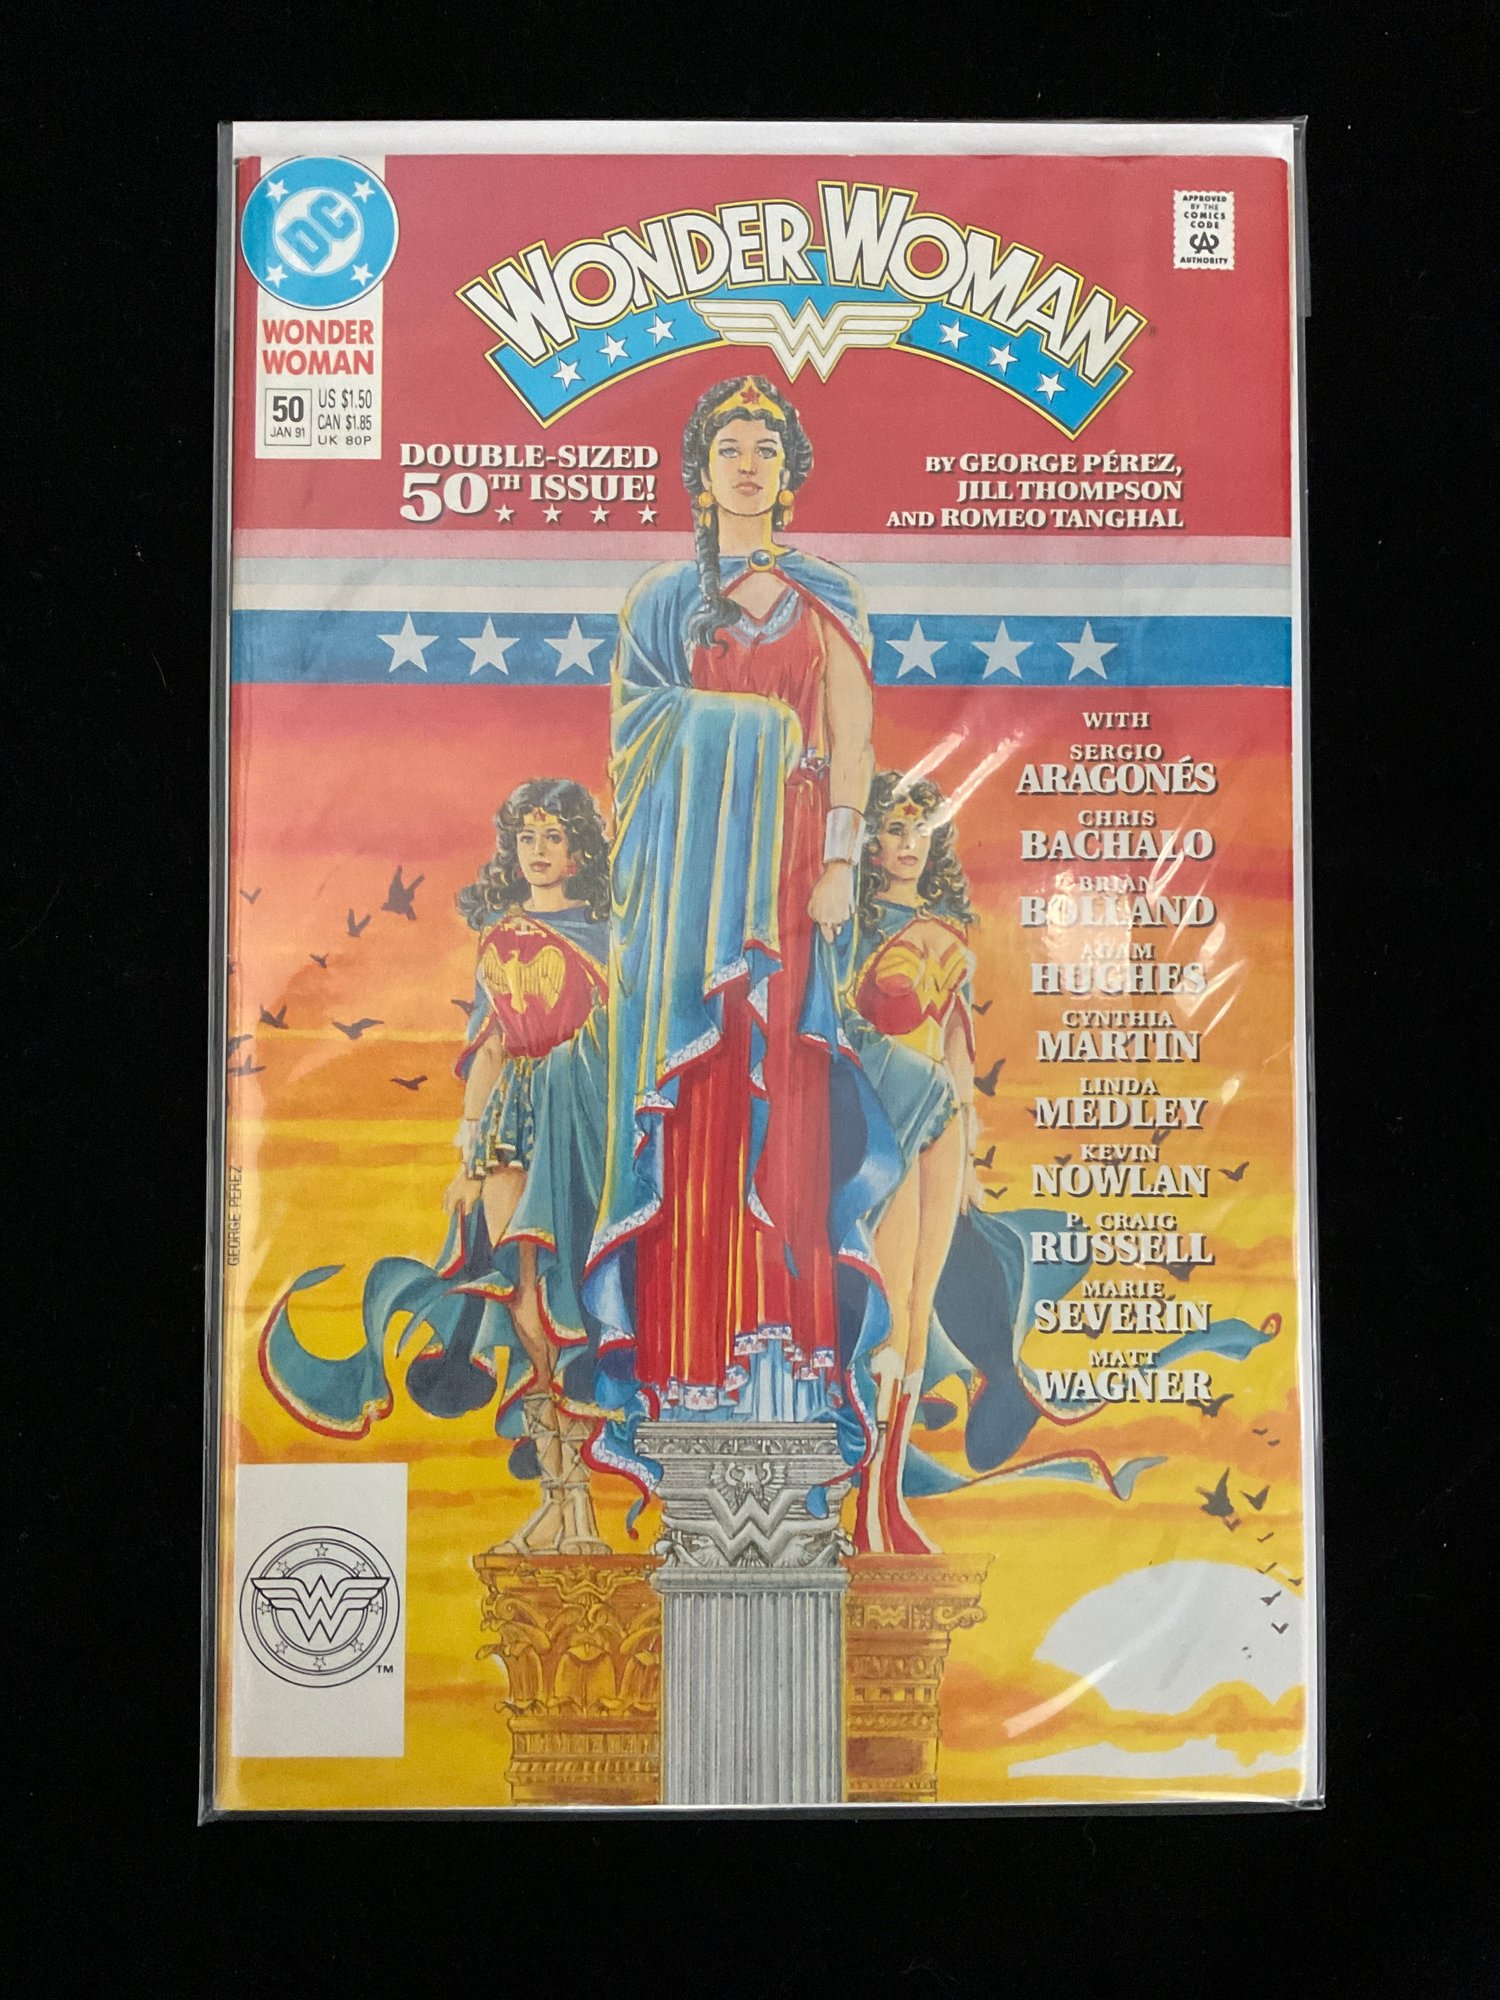 DC
WONDER WOMAN
APPROVED
BY THE
COMICS
CODE
CA
AUTHORITY
WONDER
WOMAN
50
JAN 91
US $1.50
CAN $1.85
UK 80P
DOUBLE-SIZED
50TH ISSUE!
BY GEORGE PÉREZ,
JILL THOMPSON
AND ROMEO TANGHAL
WITH
SERGIO
ARAGONÉS
CHRIS
BACHALO
BRIAN
BOLLAND
ADAM
HUGHES
CYNTHIA
MARTIN
LINDA
MEDLEY
KEVIN
NOWLAN
P. CRAIG
RUSSELL
MARIE
SEVERIN
MATT
WAGNER
GEORGE PEREZ
TM